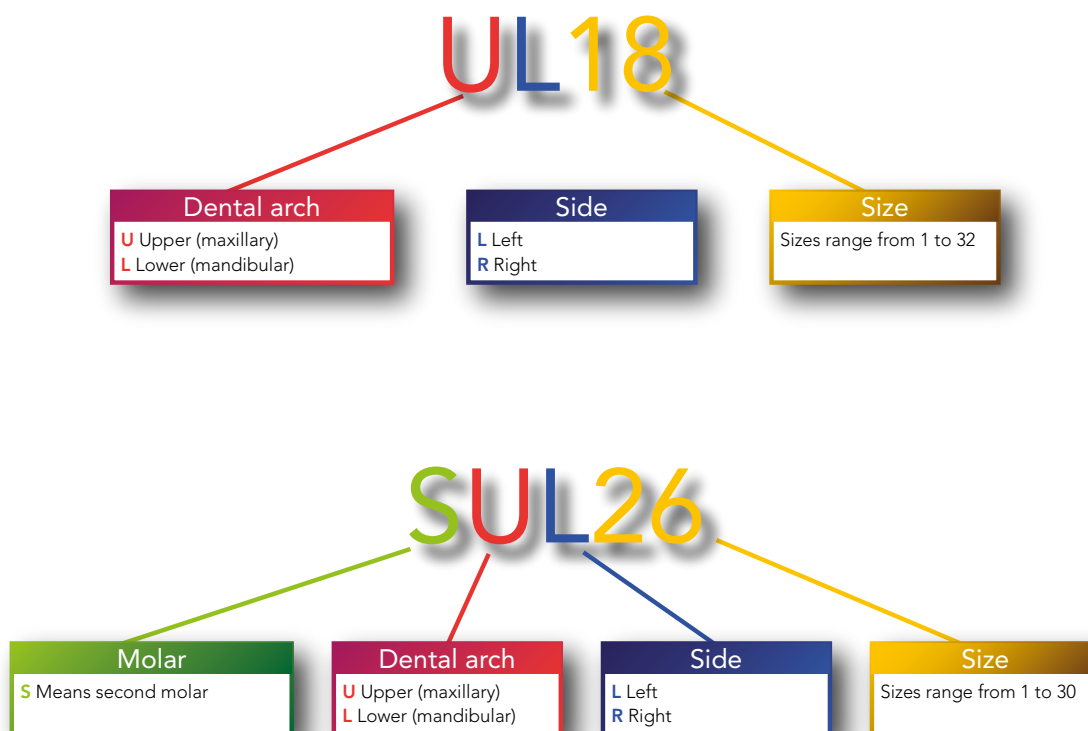 UL18
Dental arch
U Upper (maxillary)
L Lower (mandibular)
Side
L Left
R Right
Size
Sizes range from 1 to 32
SUL26
Molar
S Means second molar
Dental arch
U Upper (maxillary)
L Lower (mandibular)
Side
L Left
R Right
Size
Sizes range from 1 to 30